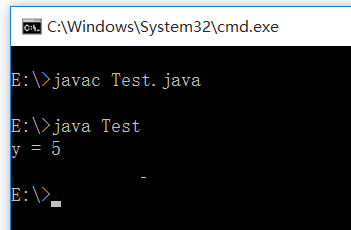 C:\Windows\System32\cmd.exe
E:\>javac Test.java
E:\>java Test
y = 5
E:\>